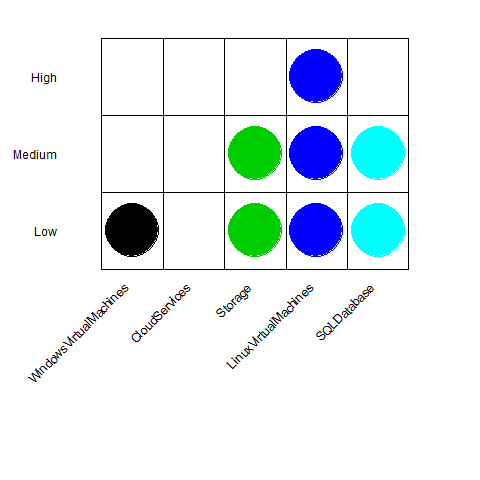 High
Medium
Low
WindowsVirtualMachines
CloudServices
Storage
LinuxVirtualMachines
SQLDatabase